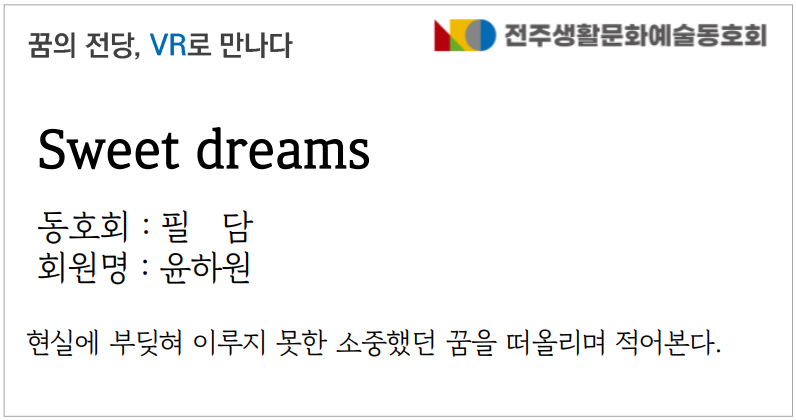 꿈의 전당, VR로 만나다
전주생활문화예술동호회
Sweet dreams
동호회 : 필 담
회원명 : 윤하원
현실에 부딪혀 이루지 못한 소중했던 꿈을 떠올리며 적어본다.